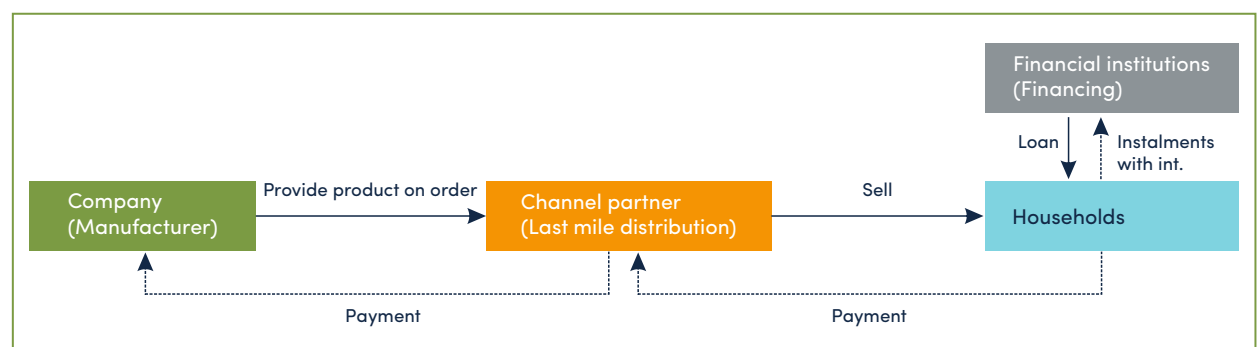 Financial institutions
(Financing)
Loan
Instalments
with int.
Company
(Manufacturer)
Provide product on order
Channel partner
(Last mile distribution)
Sell
Households
Payment
Payment